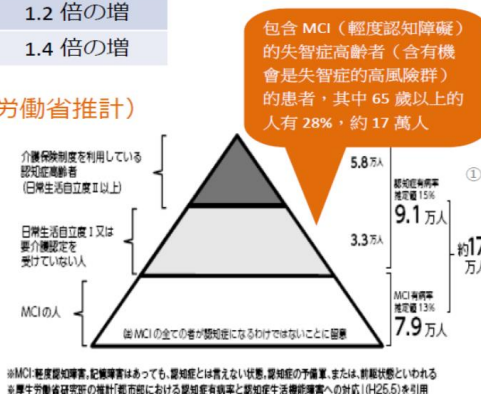 1.2 倍の増
1.4 倍の増
労働省推計）
包含 MCI（輕度認知障礙）
的失智症高齡者（含有機
會是失智症的高風險群）
的患者，其中 65 歲以上的
人有 28%，約 17 萬人
介護保険制度を利用している
認知症高齢者
(日常生活自立度Ⅱ以上)
5.8万人
①
認知症有病率
推定値15%
9.1 万人
日常生活自立度Ⅰ又は
要介護認定を
受けていない人
3.3万人
約17
万人
MCIの人
MCI有病率
推定値13%
7.9 万人
㊟MCIの全ての者が認知症になるわけではないことに留意
※MCI:軽度認知障害,記憶障害はあっても、認知症とは言えない状態,認知症の予備軍、または、前駆状態といわれる
※厚生労働省研究班の推計「都市部における認知症有病率と認知症生活機能障害への対応」(H25.5)を引用